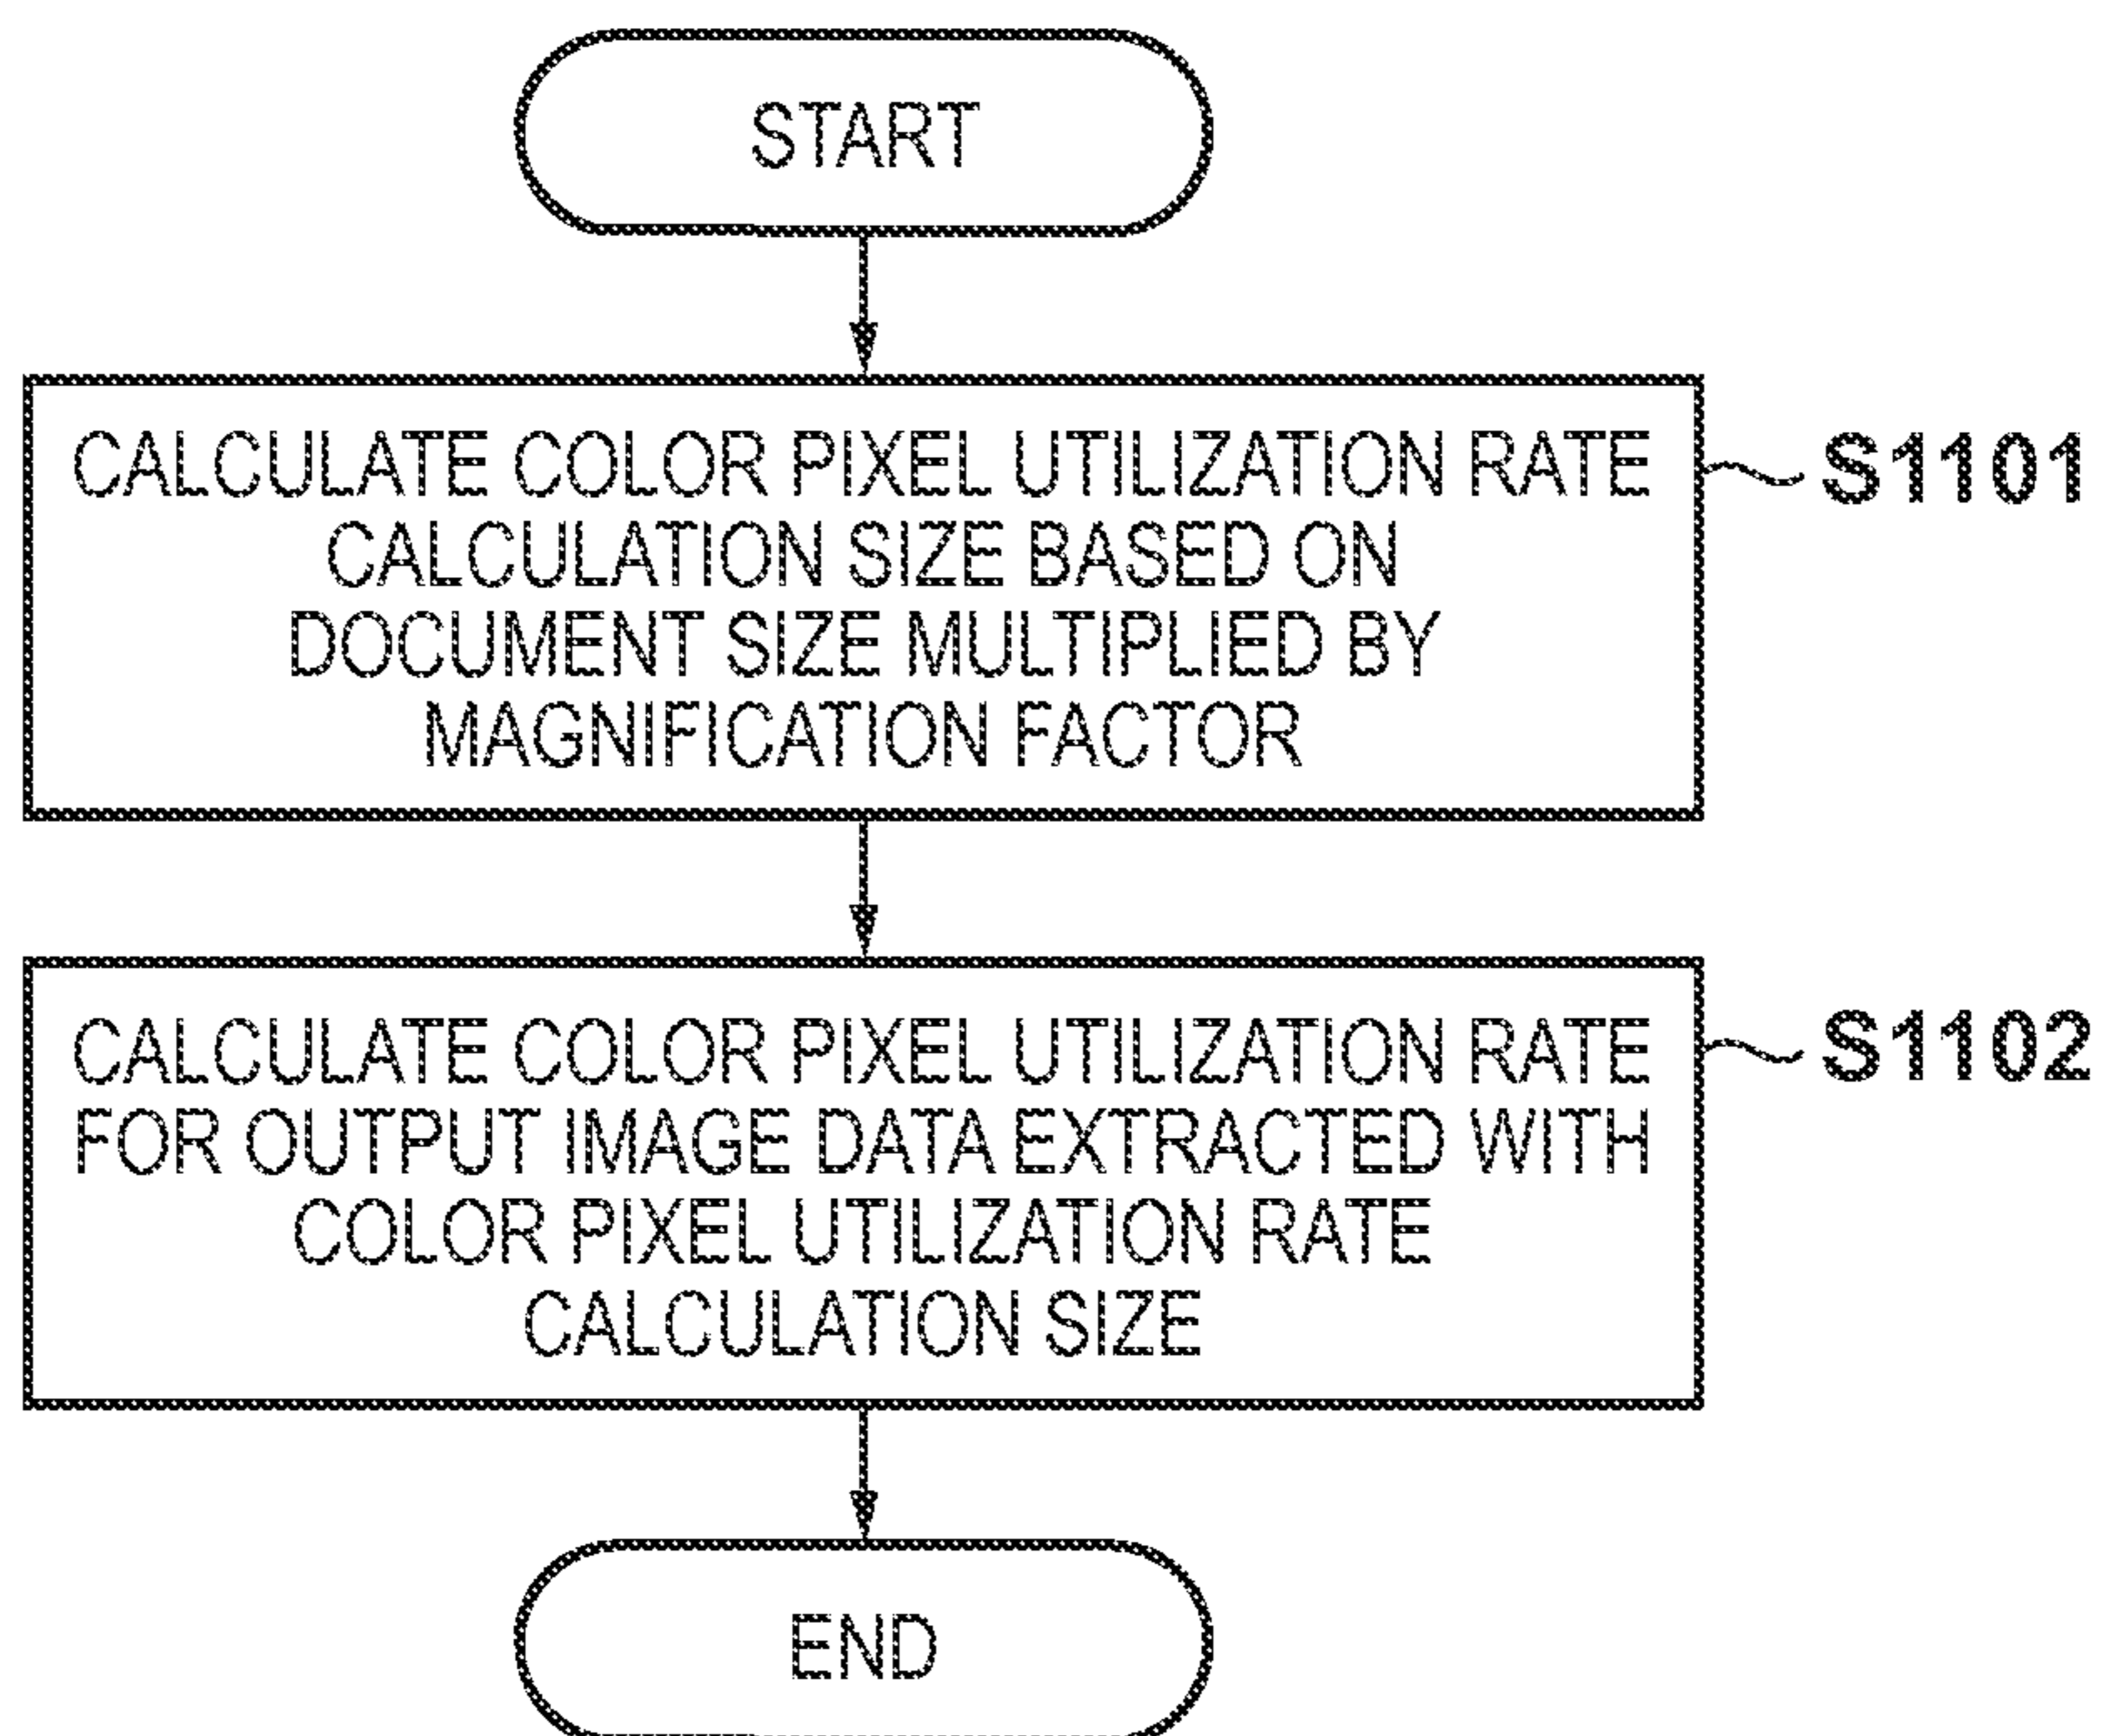 START
CALCULATE COLOR PIXEL UTILIZATION RATE
CALCULATION SIZE BASED ON
DOCUMENT SIZE MULTIPLIED BY
MAGNIFICATION FACTOR
S1101
CALCULATE COLOR PIXEL UTILIZATION RATE
FOR OUTPUT IMAGE DATA EXTRACTED WITH
COLOR PIXEL UTILIZATION RATE
CALCULATION SIZE
S1102
END